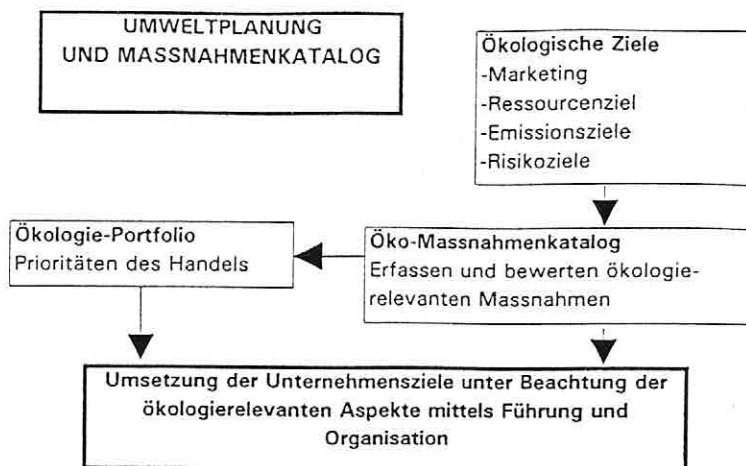 UMWELTPLANUNG
UND MASSNAHMENKATALOG
Ökologische Ziele
-Marketing
-Ressourcenziel
-Emissionsziele
-Risikoziele
Ökologie-Portfolio
Prioritäten des Handels
Öko-Massnahmenkatalog
Erfassen und bewerten ökologie-
relevanten Massnahmen
Umsetzung der Unternehmensziele unter Beachtung der
ökologierelevanten Aspekte mittels Führung und
Organisation